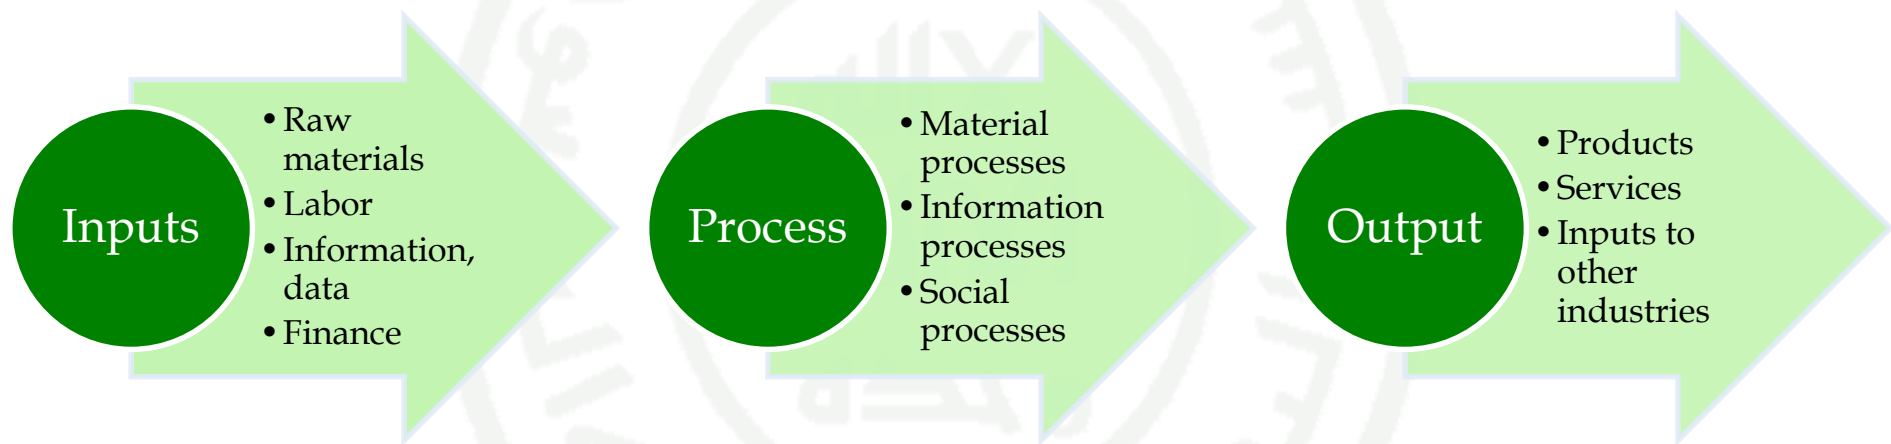 Inputs
• Raw
materials
• Labor
• Information,
data
• Finance
Process
• Material
processes
• Information
processes
• Social
processes
Output
• Products
• Services
• Inputs to
other
industries